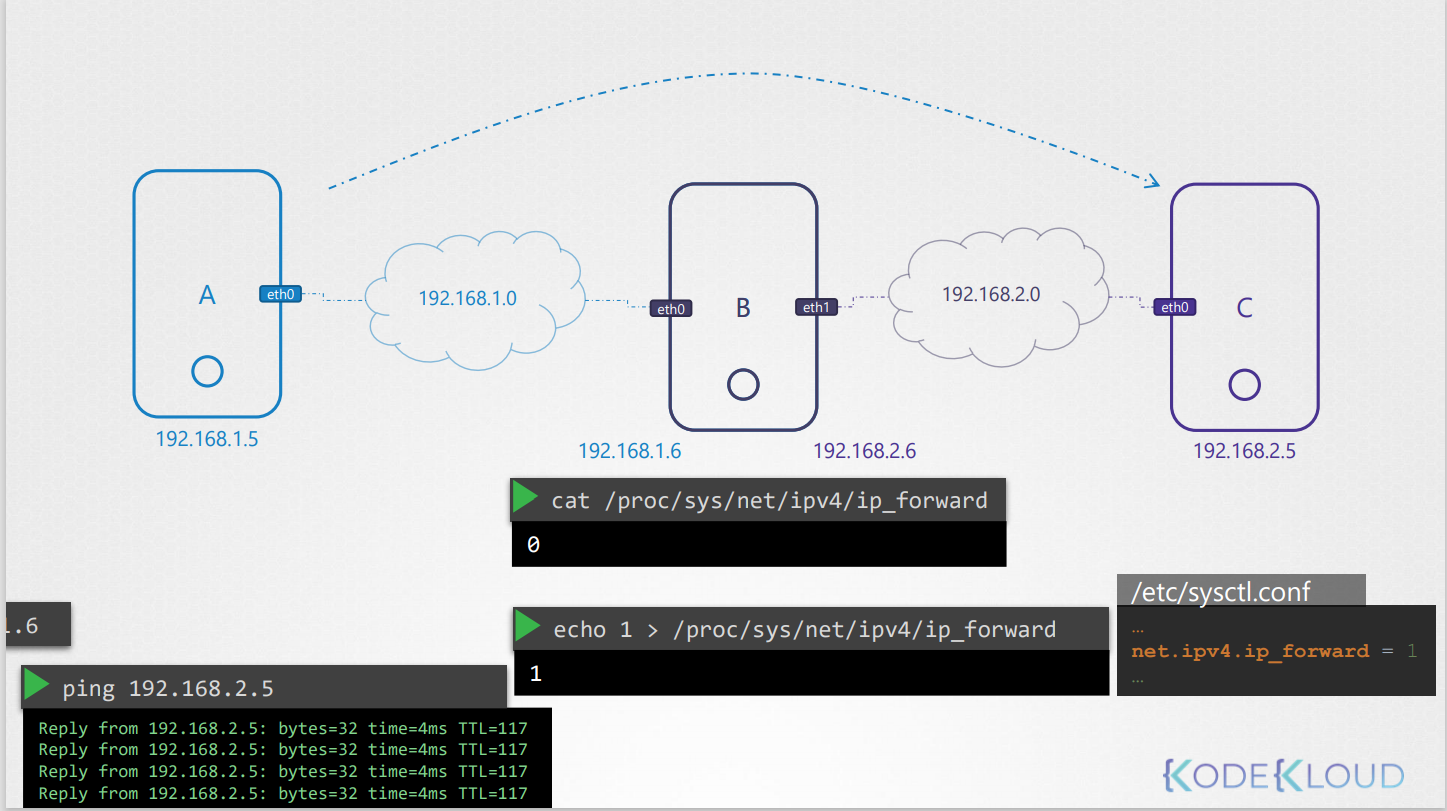 A
eth0
192.168.1.0
eth0
B
eth1
192.168.2.0
eth0
C
192.168.1.5
192.168.1.6
192.168.2.6
192.168.2.5
cat /proc/sys/net/ipv4/ip_forward
0
.6
echo 1 > /proc/sys/net/ipv4/ip_forward
1
/etc/sysctl.conf
…
net.ipv4.ip_forward = 1
…
ping 192.168.2.5
Reply from 192.168.2.5: bytes=32 time=4ms TTL=117
Reply from 192.168.2.5: bytes=32 time=4ms TTL=117
Reply from 192.168.2.5: bytes=32 time=4ms TTL=117
Reply from 192.168.2.5: bytes=32 time=4ms TTL=117
KODEKLOUD